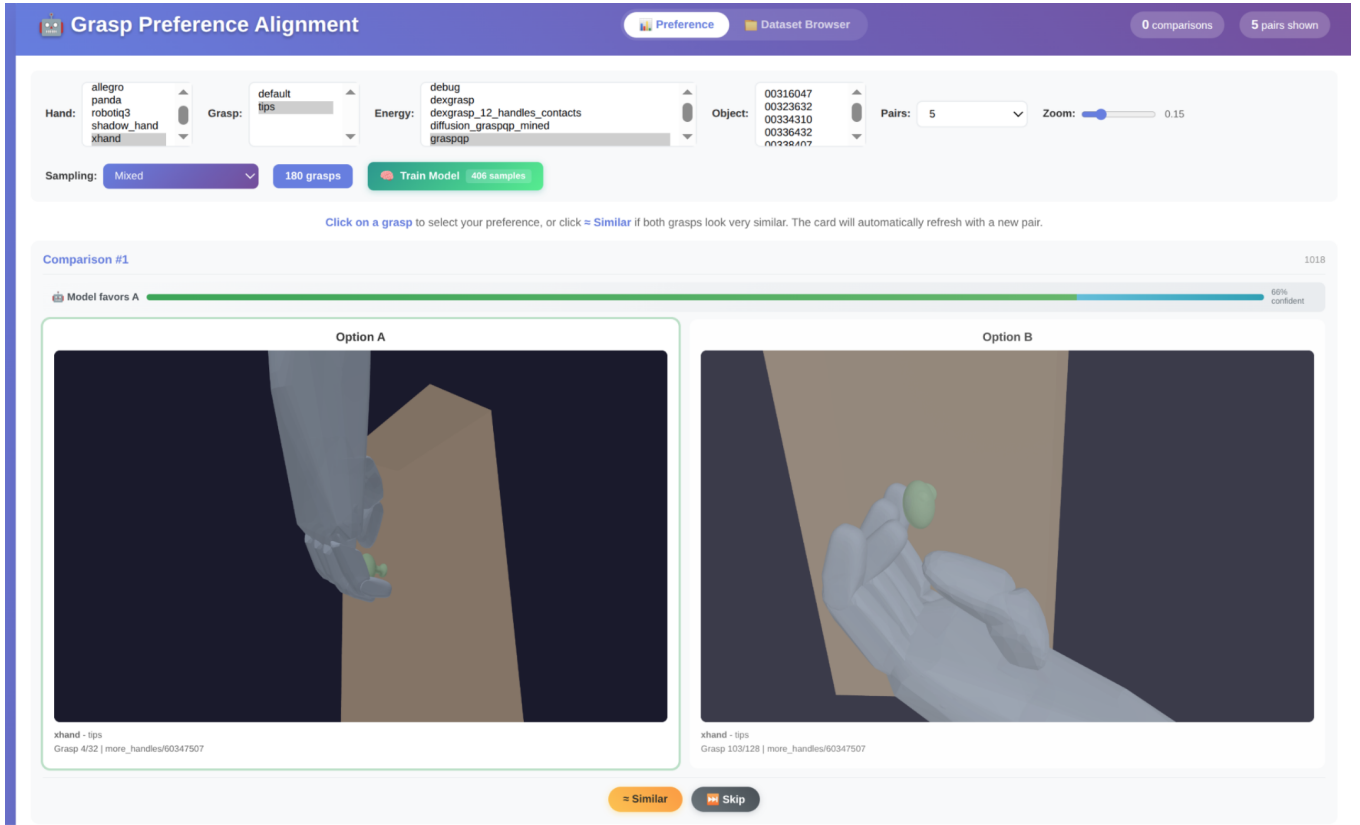 🤖 Grasp Preference Alignment
📊 Preference
📁 Dataset Browser
0 comparisons
5 pairs shown
Hand:
allegro
panda
robotiq3
shadow_hand
xhand
Grasp:
default
tips
Energy:
debug
dexgrasp
dexgrasp_12_handles_contacts
diffusion_graspqp_mined
graspqp
Object:
00316047
00323632
00334310
00336432
00338407
Pairs: 5
Zoom: 0.15
Sampling: Mixed
180 grasps
🧠 Train Model 406 samples
Click on a grasp to select your preference, or click ≈ Similar if both grasps look very similar. The card will automatically refresh with a new pair.
Comparison #1
1018
🤖 Model favors A
66%
confident
Option A
Option B
xhand - tips
Grasp 4/32 | more_handles/60347507
xhand - tips
Grasp 103/128 | more_handles/60347507
≈ Similar
⏭ Skip